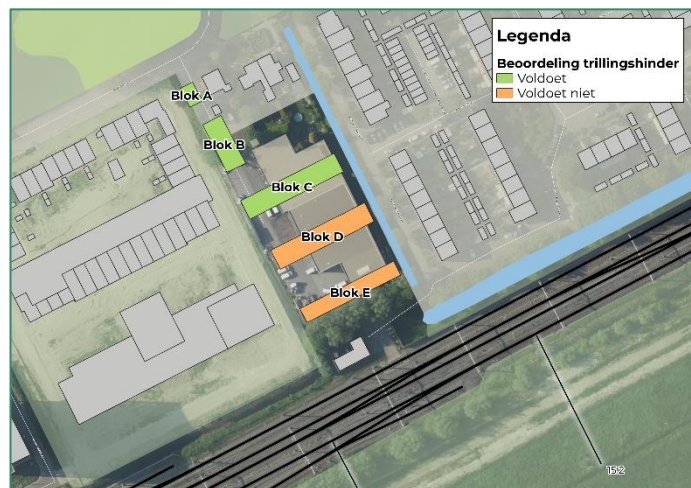 Legenda
Beoordeling trillingshinder
Voldoet
Voldoet niet
Blok A
Blok B
Blok C
Blok D
Blok E
152